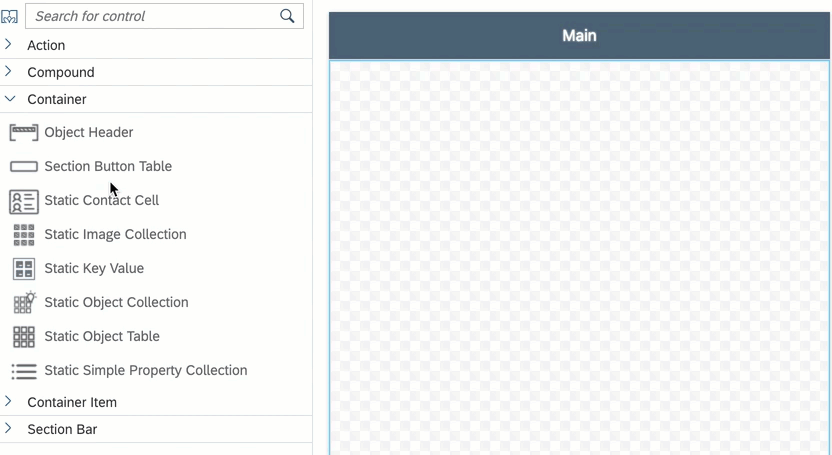 Search for control
Action
Compound
Container
Object Header
Section Button Table
Static Contact Cell
Static Image Collection
Static Key Value
Static Object Collection
Static Object Table
Static Simple Property Collection
Container Item
Section Bar
Main